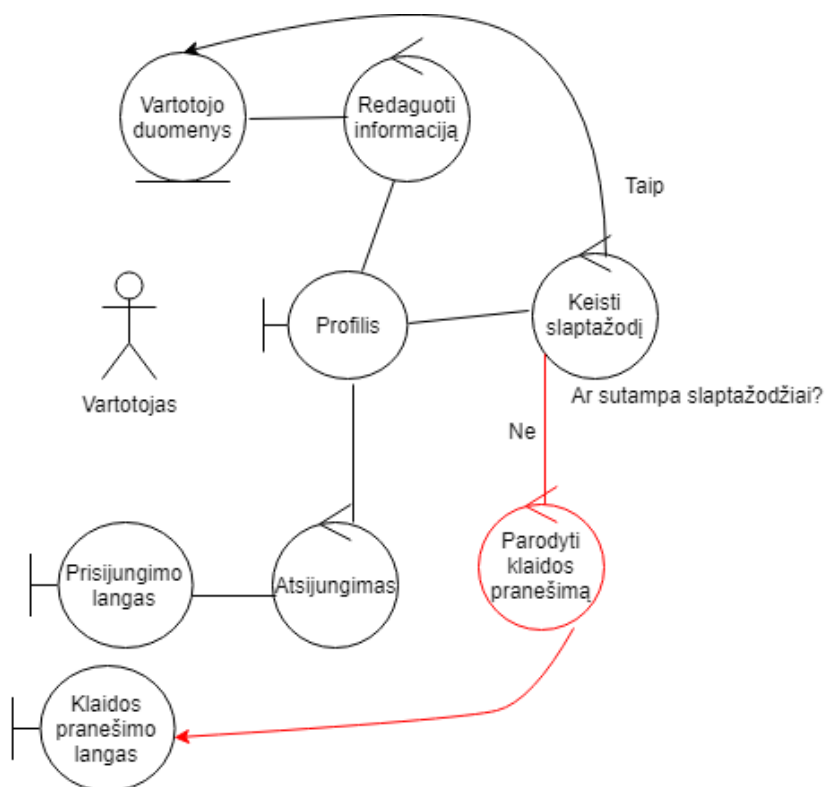 Vartotojo
duomenys
Redaguoti
informaciją
Taip
Profilis
Keisti
slaptažodį
Vartotojas
Ar sutampa slaptažodžiai?
Ne
Prisijungimo
langas
Atsijungimas
Parodyti
klaidos
pranešimą
Klaidos
pranešimo
langas